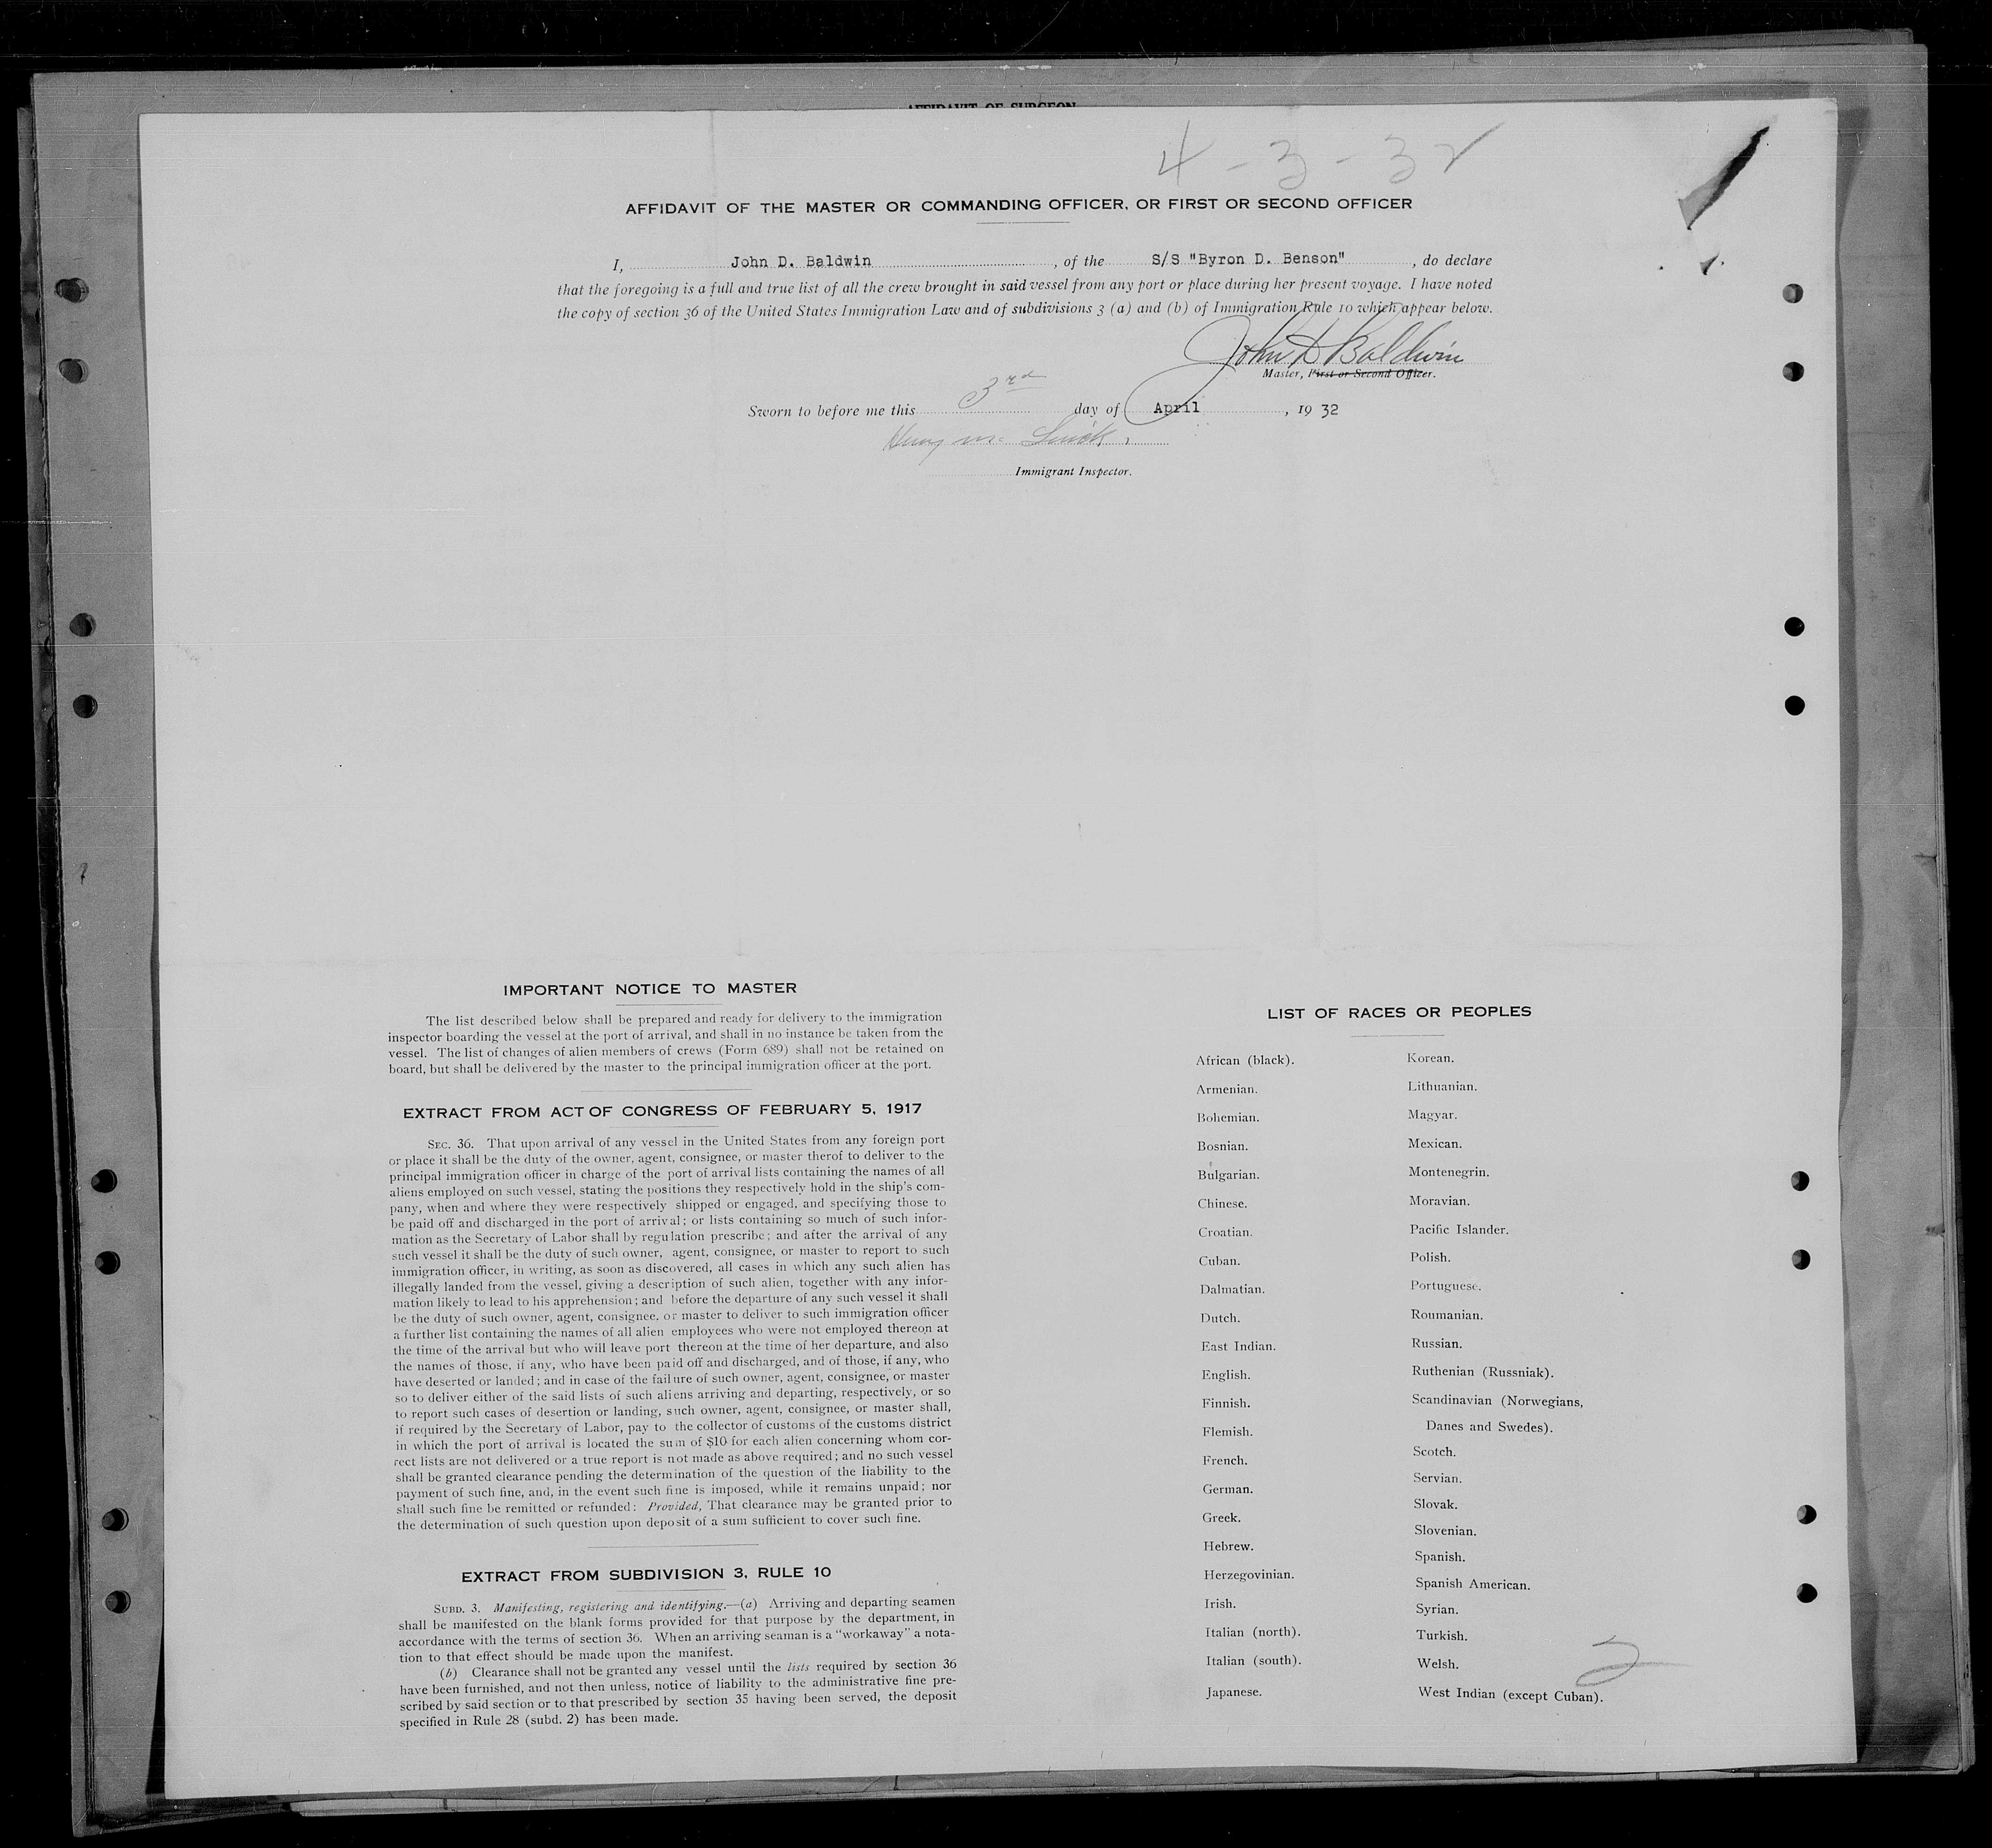 AFFIDAVIT OF SURGEON
4-3-32
AFFIDAVIT OF THE MASTER OR COMMANDING OFFICER, OR FIRST OR SECOND OFFICER
I, John D. Baldwin, of the S/S "Byron D. Benson", do declare
that the foregoing is a full and true list of all the crew brought in said vessel from any port or place during her present voyage. I have noted
the copy of section 36 of the United States Immigration Law and of subdivisions 3 (a) and (b) of Immigration Rule 10 which appear below.
John D Baldwin
Master, First or Second Officer.
Sworn to before me this 3rd day of April, 1932
Immigrant Inspector.
IMPORTANT NOTICE TO MASTER
The list described below shall be prepared and ready for delivery to the immigration
inspector boarding the vessel at the port of arrival, and shall in no instance be taken from the
vessel. The list of changes of alien members of crews (Form 689) shall not be retained on
board, but shall be delivered by the master to the principal immigration officer at the port.
EXTRACT FROM ACT OF CONGRESS OF FEBRUARY 5, 1917
SEC. 36. That upon arrival of any vessel in the United States from any foreign port
or place it shall be the duty of the owner, agent, consignee, or master therof to deliver to the
principal immigration officer in charge of the port of arrival lists containing the names of all
aliens employed on such vessel, stating the positions they respectively hold in the ship's com-
pany, when and where they were respectively shipped or engaged, and specifying those to
be paid off and discharged in the port of arrival; or lists containing so much of such infor-
mation as the Secretary of Labor shall by regulation prescribe; and after the arrival of any
such vessel it shall be the duty of such owner, agent, consignee, or master to report to such
immigration officer, in writing, as soon as discovered, all cases in which any such alien has
illegally landed from the vessel, giving a description of such alien, together with any infor-
mation likely to lead to his apprehension; and before the departure of any such vessel it shall
be the duty of such owner, agent, consignee, or master to deliver to such immigration officer
a further list containing the names of all alien employees who were not employed thereon at
the time of the arrival but who will leave port thereon at the time of her departure, and also
the names of those, if any, who have been paid off and discharged, and of those, if any, who
have deserted or landed; and in case of the failure of such owner, agent, consignee, or master
so to deliver either of the said lists of such aliens arriving and departing, respectively, or so
to report such cases of desertion or landing, such owner, agent, consignee, or master shall,
if required by the Secretary of Labor, pay to the collector of customs of the customs district
in which the port of arrival is located the sum of $10 for each alien concerning whom cor-
rect lists are not delivered or a true report is not made as above required; and no such vessel
shall be granted clearance pending the determination of the question of the liability to the
payment of such fine, and, in the event such fine is imposed, while it remains unpaid; nor
shall such fine be remitted or refunded: Provided, That clearance may be granted prior to
the determination of such question upon deposit of a sum sufficient to cover such fine.
EXTRACT FROM SUBDIVISION 3, RULE 10
SUBD. 3. Manifesting, registering and identifying.—(a) Arriving and departing seamen
shall be manifested on the blank forms provided for that purpose by the department, in
accordance with the terms of section 36. When an arriving seaman is a "workaway" a nota-
tion to that effect should be made upon the manifest.
(b) Clearance shall not be granted any vessel until the lists required by section 36
have been furnished, and not then unless, notice of liability to the administrative fine pre-
scribed by said section or to that prescribed by section 35 having been served, the deposit
specified in Rule 28 (subd. 2) has been made.
LIST OF RACES OR PEOPLES
African (black).
Armenian.
Bohemian.
Bosnian.
Bulgarian.
Chinese.
Croatian.
Cuban.
Dalmatian.
Dutch.
East Indian.
English.
Finnish.
Flemish.
French.
German.
Greek.
Hebrew.
Herzegovinian.
Irish.
Italian (north).
Italian (south).
Japanese.
Korean.
Lithuanian.
Magyar.
Mexican.
Montenegrin.
Moravian.
Pacific Islander.
Polish.
Portuguese.
Roumanian.
Russian.
Ruthenian (Russniak).
Scandinavian (Norwegians,
Danes and Swedes).
Scotch.
Servian.
Slovak.
Slovenian.
Spanish.
Spanish American.
Syrian.
Turkish.
Welsh.
West Indian (except Cuban).
2